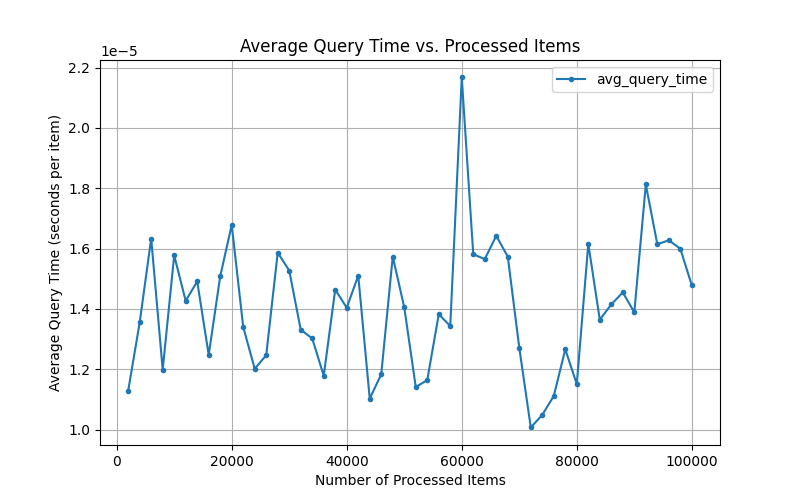 Average Query Time vs. Processed Items
1e−5
avg_query_time
2.2
2.0
1.8
1.6
1.4
1.2
1.0
Average Query Time (seconds per item)
0 20000 40000 60000 80000 100000
Number of Processed Items